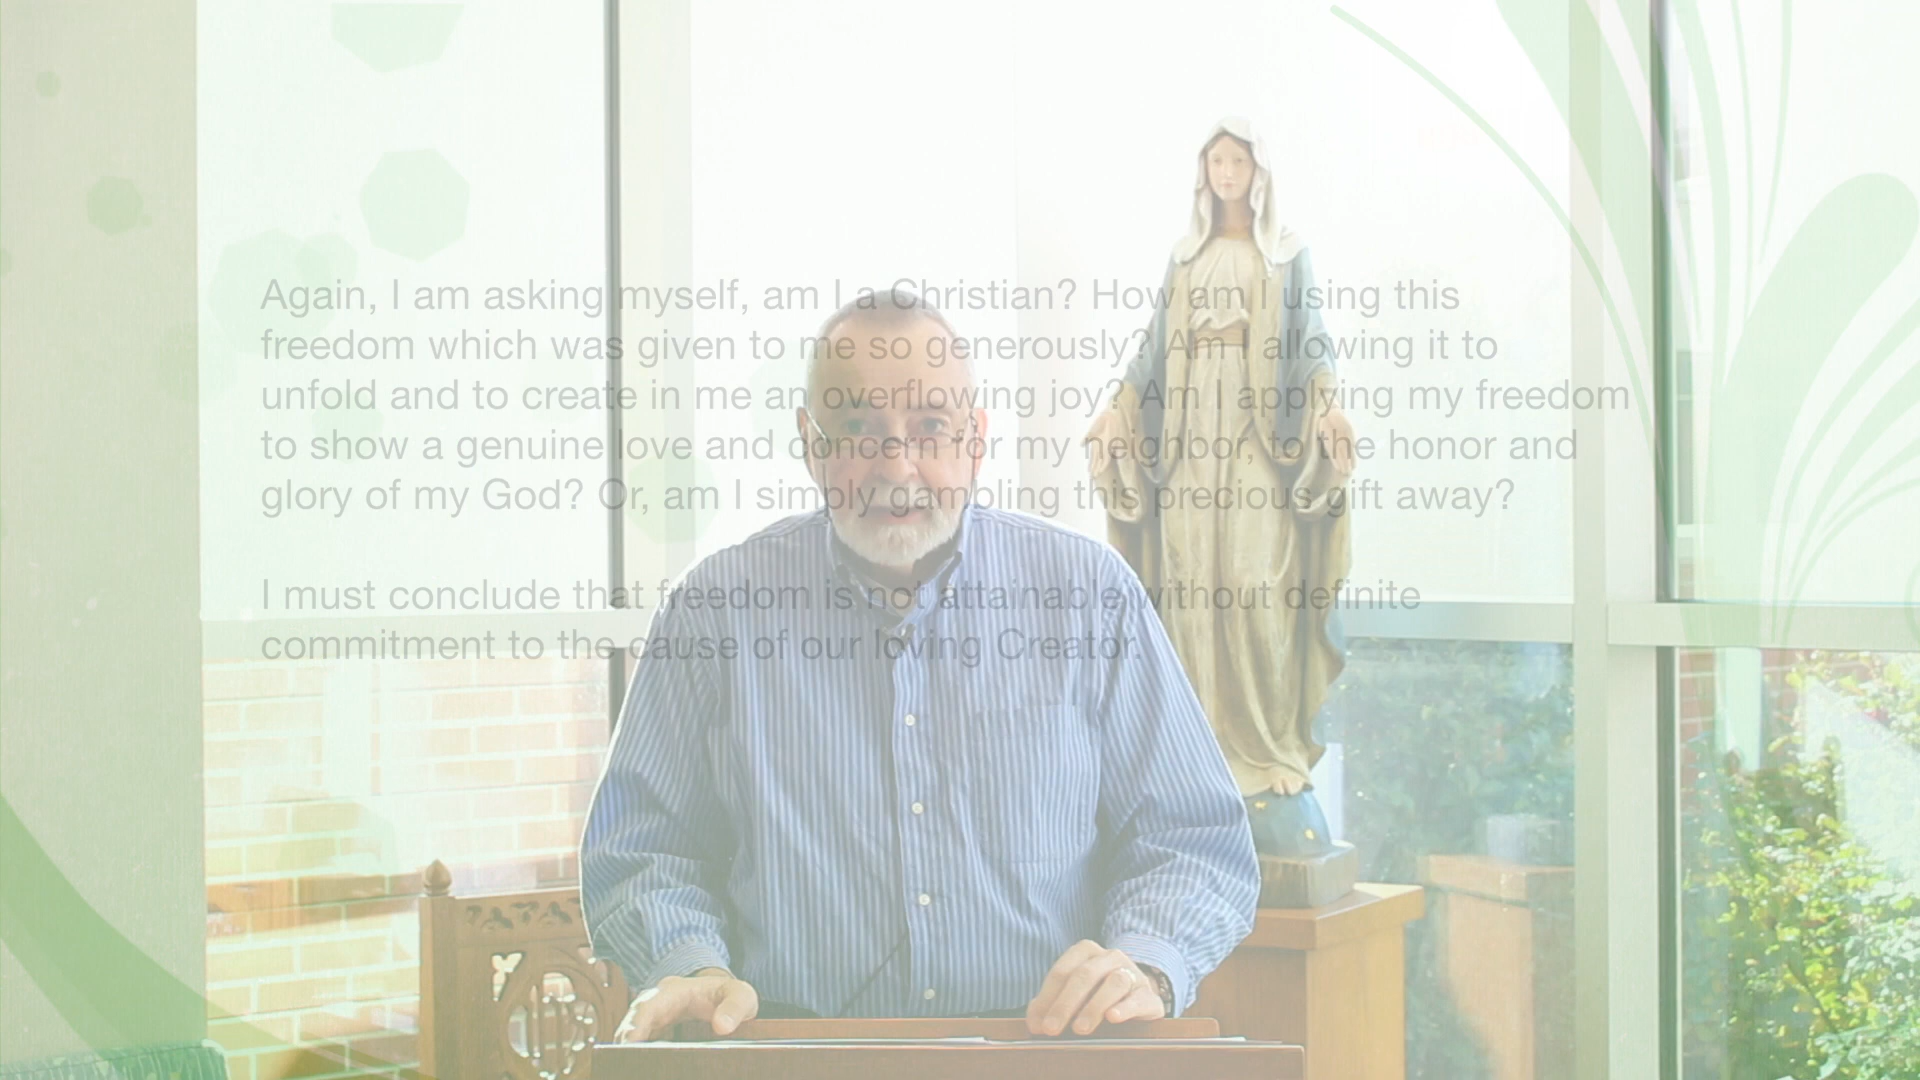 Again, I am asking myself, am I a Christian? How am I using this
freedom which was given to me so generously? Am I allowing it to
unfold and to create in me an overflowing joy? Am I applying my freedom
to show a genuine love and concern for my neighbor, to the honor and
glory of my God? Or, am I simply gambling this precious gift away?
I must conclude that freedom is not attainable without definite
commitment to the cause of our loving Creator.